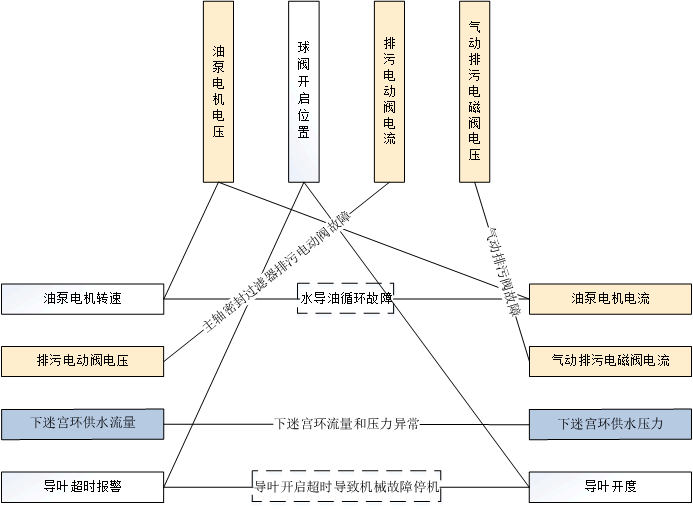 油泵电机电压
球阀开启位置
排污电动阀电流
气动排污电磁阀电压
主轴密封过滤器排污电动阀故障
气动排污阀故障
油泵电机转速
水导油循环故障
油泵电机电流
排污电动阀电压
气动排污电磁阀电流
下迷宫环供水流量
下迷宫环流量和压力异常
下迷宫环供水压力
导叶超时报警
导叶开启超时导致机械故障停机
导叶开度